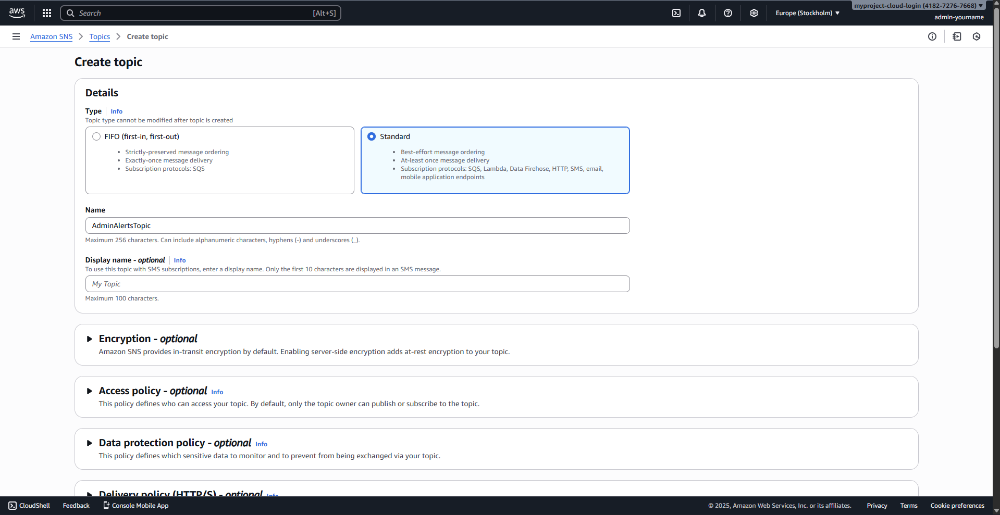 aws
Search [Alt+S]
Europe (Stockholm)
myproject-cloud-login (4182-7276-7668)
admin-yourname
Amazon SNS Topics Create topic
Create topic
Details
Type Info
Topic type cannot be modified after topic is created
FIFO (first-in, first-out)
Strictly-preserved message ordering
Exactly-once message delivery
Subscription protocols: SQS
Standard
Best-effort message ordering
At-least once message delivery
Subscription protocols: SQS, Lambda, Data Firehose, HTTP, SMS, email,
mobile application endpoints
Name
AdminAlertsTopic
Maximum 256 characters. Can include alphanumeric characters, hyphens (-) and underscores (_).
Display name - optional Info
To use this topic with SMS subscriptions, enter a display name. Only the first 10 characters are displayed in an SMS message.
My Topic
Maximum 100 characters.
Encryption - optional
Amazon SNS provides in-transit encryption by default. Enabling server-side encryption adds at-rest encryption to your topic.
Access policy - optional Info
This policy defines who can access your topic. By default, only the topic owner can publish or subscribe to the topic.
Data protection policy - optional Info
This policy defines which sensitive data to monitor and to prevent from being exchanged via your topic.
Delivery policy (HTTP/S) - optional Info
CloudShell Feedback Console Mobile App © 2025, Amazon Web Services, Inc. or its affiliates. Privacy Terms Cookie preferences